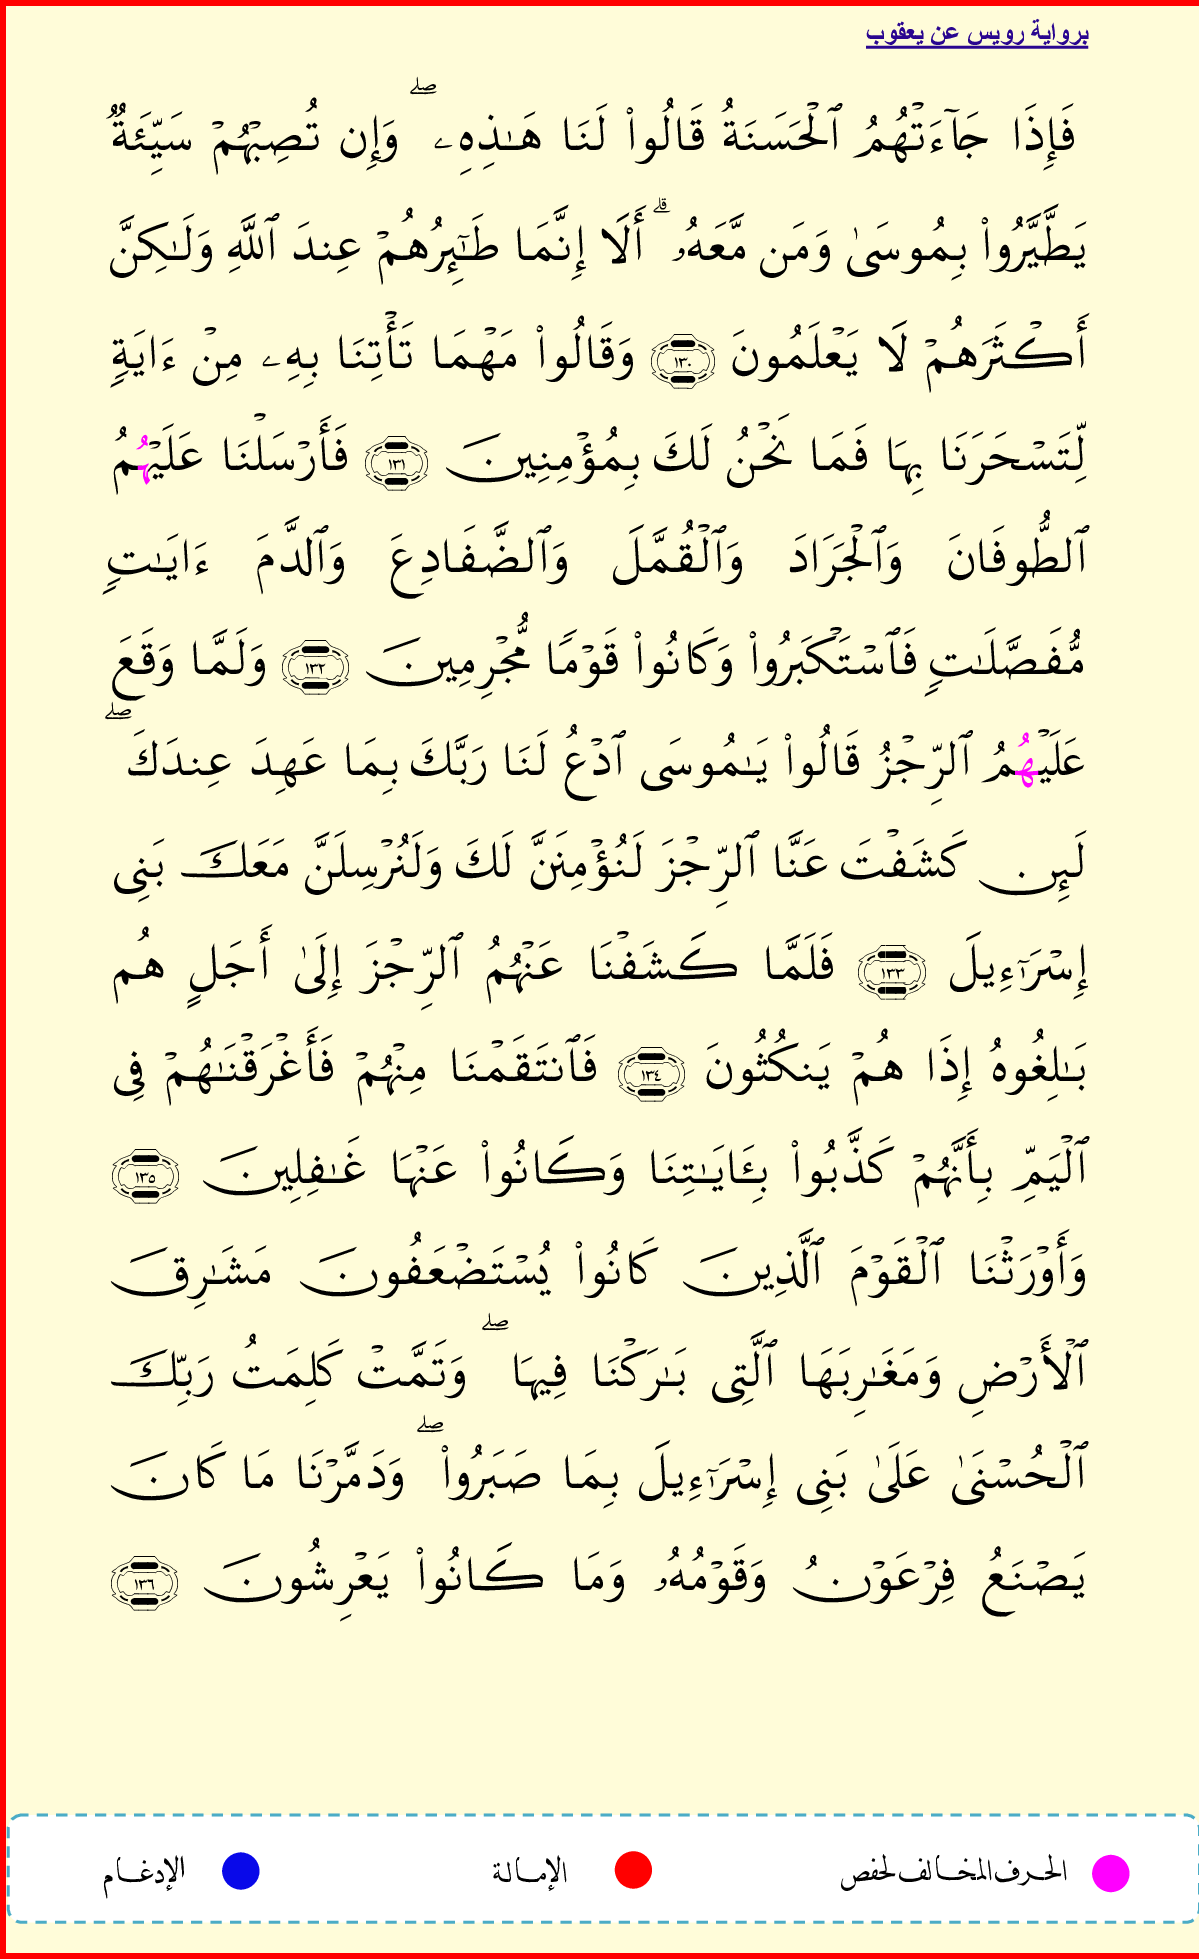 برواية رويس عن يعقوب
فَإِذَا جَآءَتْهُمُ ٱلْحَسَنَةُ قَالُوا۟ لَنَا هَـٰذِهِۦ ۖ وَإِن تُصِبْهُمْ سَيِّئَةٌ
يَطَّيَّرُوا۟ بِمُوسَىٰ وَمَن مَّعَهُۥ ۗ أَلَا إِنَّمَا طَـٰٓئِرُهُمْ عِندَ ٱللَّهِ وَلَـٰكِنَّ
أَكْثَرَهُمْ لَا يَعْلَمُونَ ١٣٠ وَقَالُوا۟ مَهْمَا تَأْتِنَا بِهِۦ مِنْ ءَايَةٍ
لِّتَسْحَرَنَا بِهَا فَمَا نَحْنُ لَكَ بِمُؤْمِنِينَ ١٣١ فَأَرْسَلْنَا عَلَيْهُمُ
ٱلطُّوفَانَ وَٱلْجَرَادَ وَٱلْقُمَّلَ وَٱلضَّفَادِعَ وَٱلدَّمَ ءَايَـٰتٍ
مُّفَصَّلَـٰتٍ فَٱسْتَكْبَرُوا۟ وَكَانُوا۟ قَوْمًا مُّجْرِمِينَ ١٣٢ وَلَمَّا وَقَعَ
عَلَيْهُمُ ٱلرِّجْزُ قَالُوا۟ يَـٰمُوسَى ٱدْعُ لَنَا رَبَّكَ بِمَا عَهِدَ عِندَكَ ۖ
لَئِن كَشَفْتَ عَنَّا ٱلرِّجْزَ لَنُؤْمِنَنَّ لَكَ وَلَنُرْسِلَنَّ مَعَكَ بَنِى
إِسْرَٰٓءِيلَ ١٣٣ فَلَمَّا كَشَفْنَا عَنْهُمُ ٱلرِّجْزَ إِلَىٰ أَجَلٍ هُم
بَـٰلِغُوهُ إِذَا هُمْ يَنكُثُونَ ١٣٤ فَٱنتَقَمْنَا مِنْهُمْ فَأَغْرَقْنَـٰهُمْ فِى
ٱلْيَمِّ بِأَنَّهُمْ كَذَّبُوا۟ بِـَٔايَـٰتِنَا وَكَانُوا۟ عَنْهَا غَـٰفِلِينَ ١٣٥
وَأَوْرَثْنَا ٱلْقَوْمَ ٱلَّذِينَ كَانُوا۟ يُسْتَضْعَفُونَ مَشَـٰرِقَ
ٱلْأَرْضِ وَمَغَـٰرِبَهَا ٱلَّتِى بَـٰرَكْنَا فِيهَا ۖ وَتَمَّتْ كَلِمَتُ رَبِّكَ
ٱلْحُسْنَىٰ عَلَىٰ بَنِى إِسْرَٰٓءِيلَ بِمَا صَبَرُوا۟ ۖ وَدَمَّرْنَا مَا كَانَ
يَصْنَعُ فِرْعَوْنُ وَقَوْمُهُۥ وَمَا كَانُوا۟ يَعْرِشُونَ ١٣٦
الحرف المخالف لحفص الإمالة الإدغام